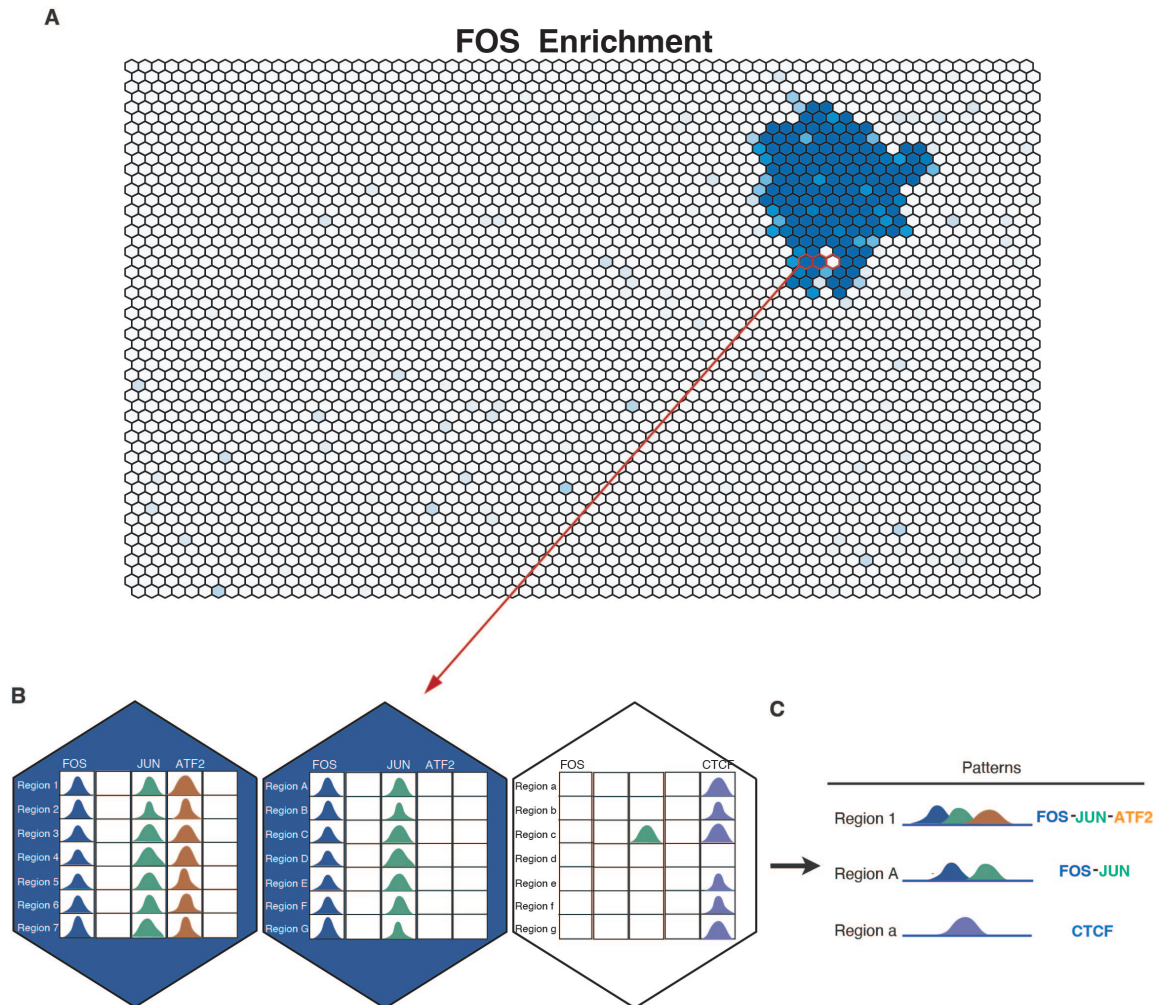 A
FOS Enrichment
B
FOS JUN ATF2
Region 1
Region 2
Region 3
Region 4
Region 5
Region 6
Region 7
FOS JUN ATF2
Region A
Region B
Region C
Region D
Region E
Region F
Region G
FOS CTCF
Region a
Region b
Region c
Region d
Region e
Region f
Region g
C
Patterns
Region 1 FOS-JUN-ATF2
Region A FOS-JUN
Region a CTCF